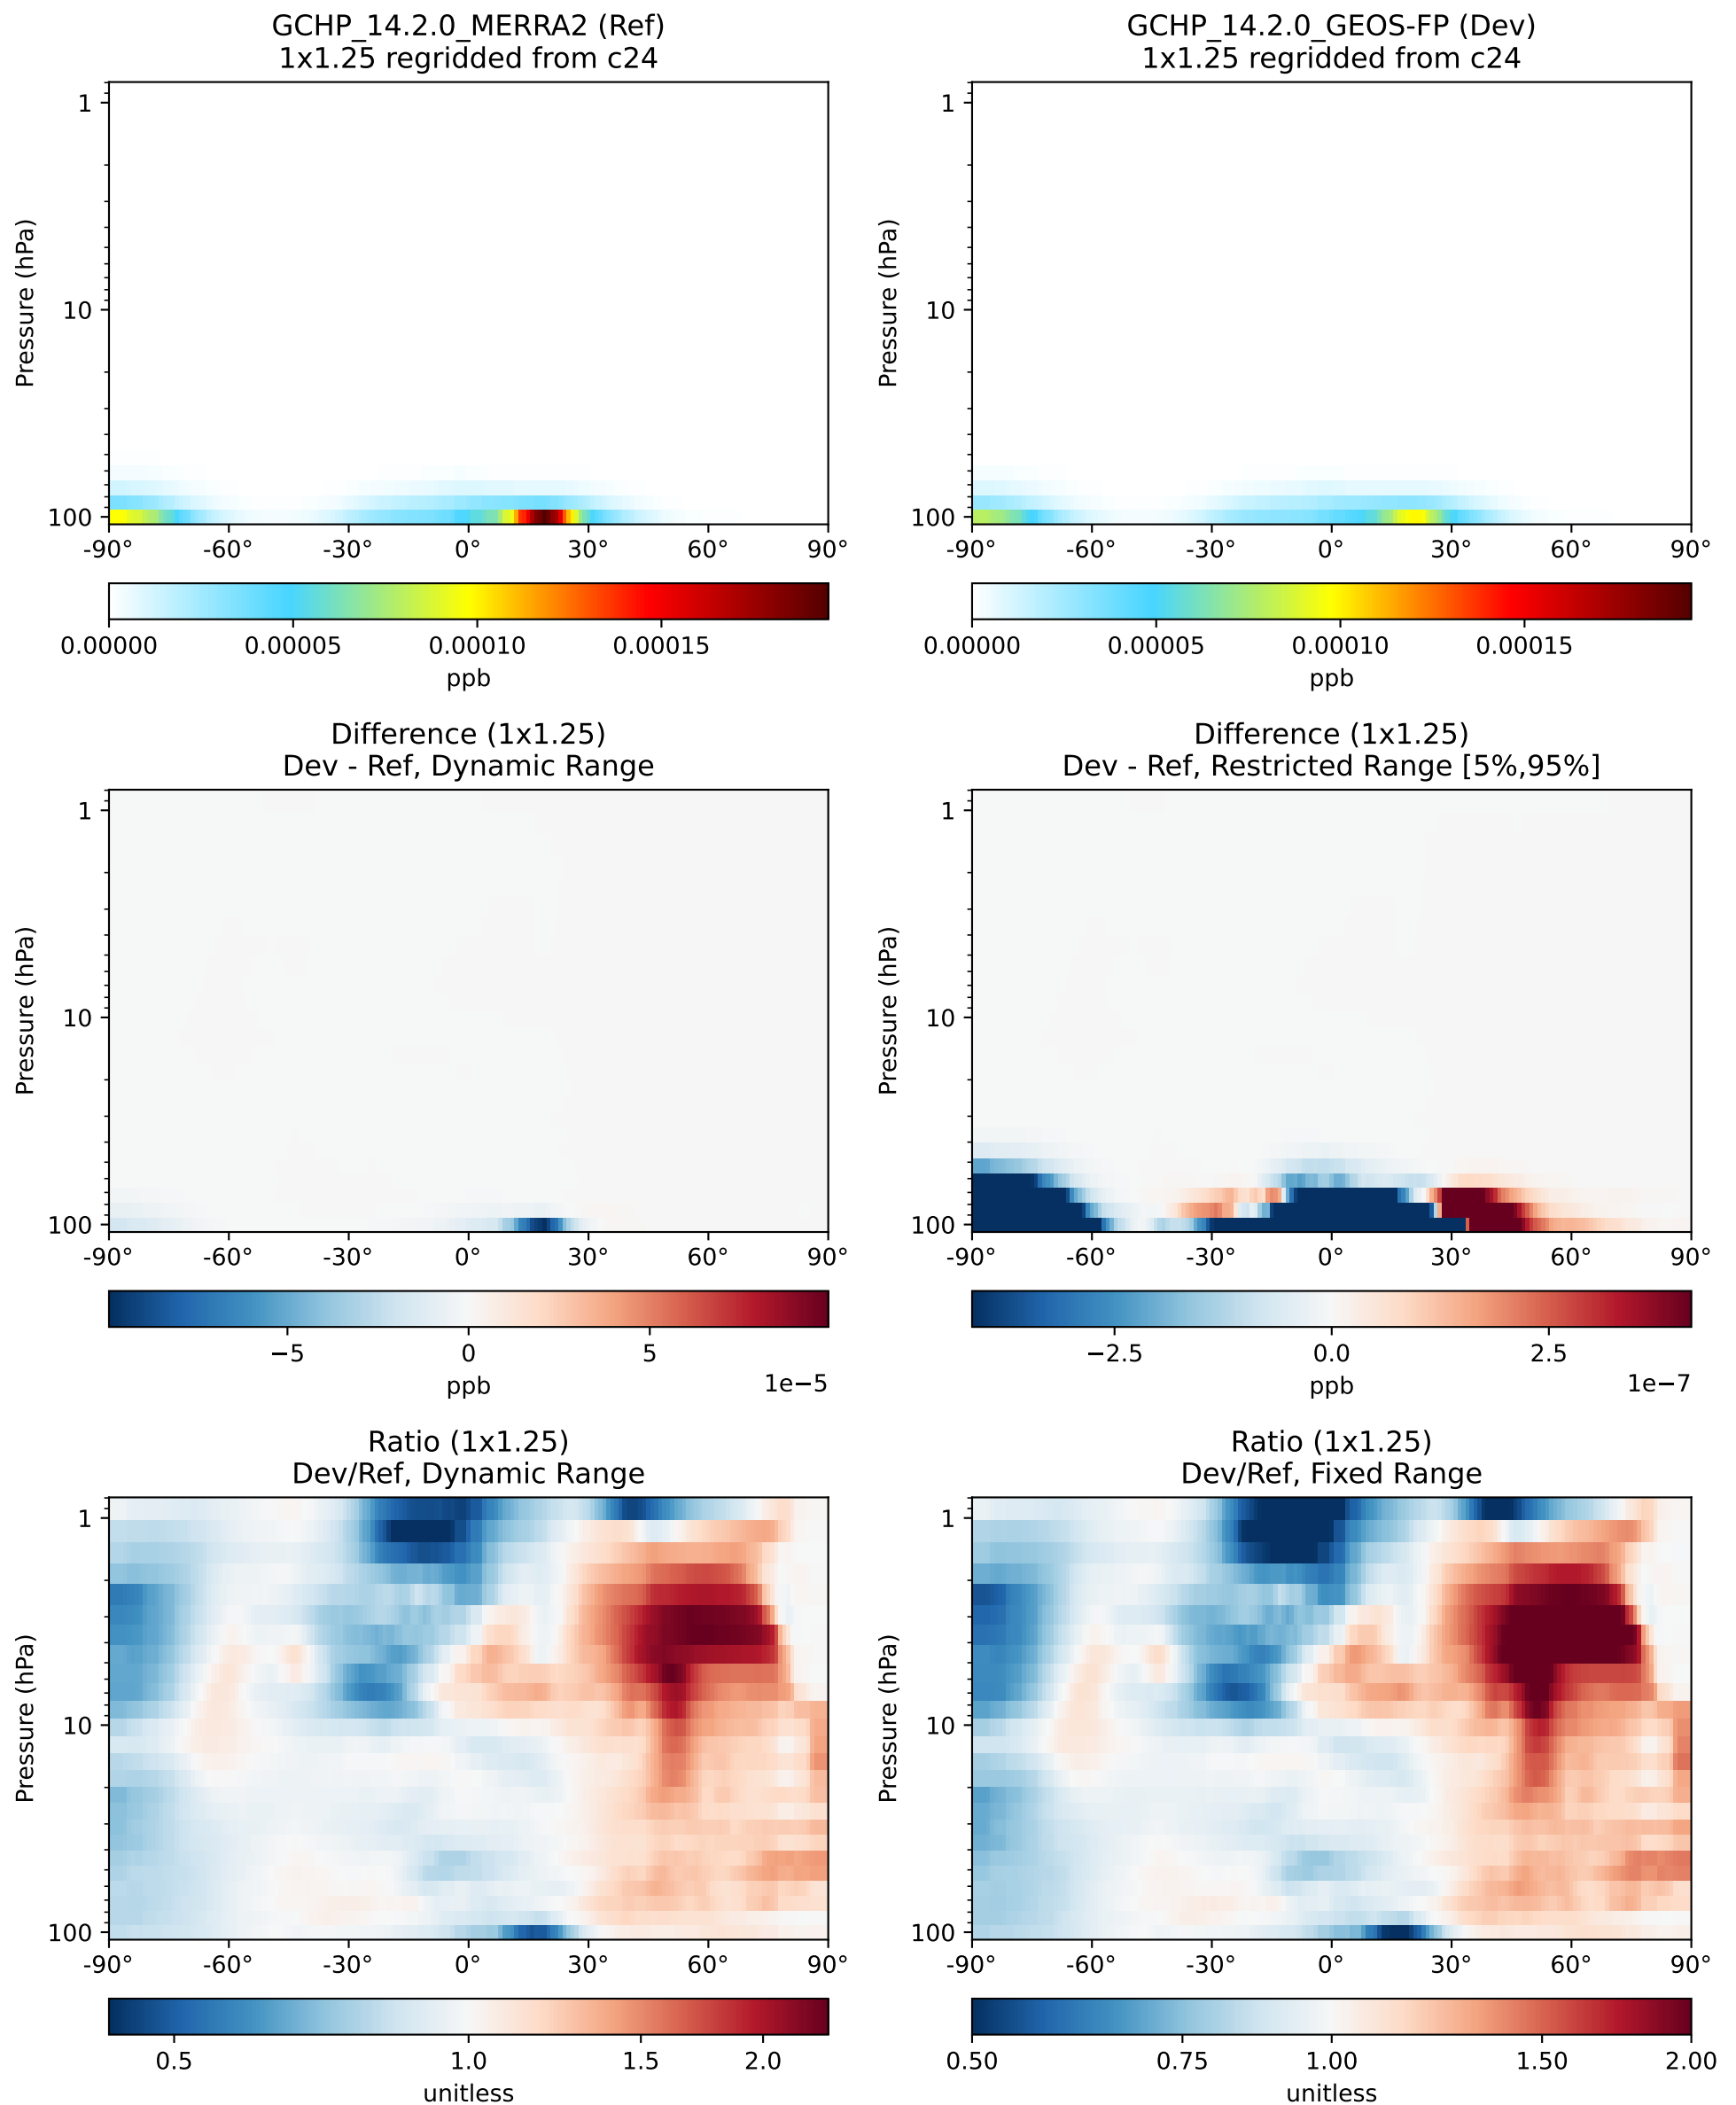 GCHP_14.2.0_MERRA2 (Ref)
1x1.25 regridded from c24
Pressure (hPa)
1
10
100
-90° -60° -30° 0° 30° 60° 90°
0.00000 0.00005 0.00010 0.00015
ppb
GCHP_14.2.0_GEOS-FP (Dev)
1x1.25 regridded from c24
Pressure (hPa)
1
10
100
-90° -60° -30° 0° 30° 60° 90°
0.00000 0.00005 0.00010 0.00015
ppb
Difference (1x1.25)
Dev - Ref, Dynamic Range
Pressure (hPa)
1
10
100
-90° -60° -30° 0° 30° 60° 90°
−5 0 5
ppb
1e−5
Difference (1x1.25)
Dev - Ref, Restricted Range [5%,95%]
Pressure (hPa)
1
10
100
-90° -60° -30° 0° 30° 60° 90°
−2.5 0.0 2.5
ppb
1e−7
Ratio (1x1.25)
Dev/Ref, Dynamic Range
Pressure (hPa)
1
10
100
-90° -60° -30° 0° 30° 60° 90°
0.5 1.0 1.5 2.0
unitless
Ratio (1x1.25)
Dev/Ref, Fixed Range
Pressure (hPa)
1
10
100
-90° -60° -30° 0° 30° 60° 90°
0.50 0.75 1.00 1.50 2.00
unitless